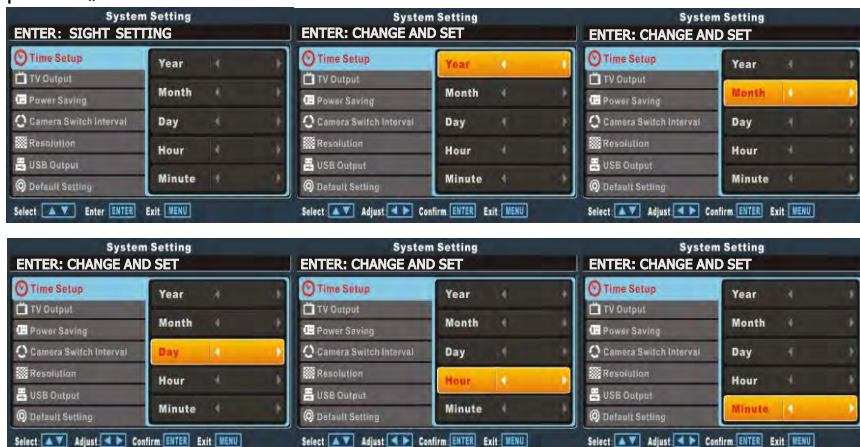 System Setting
ENTER: SIGHT SETTING
Time Setup
TV Output
Power Saving
Camera Switch Interval
Resolution
USB Output
Default Setting
Year
Month
Day
Hour
Minute
Select Enter ENTER Exit MENU
System Setting
ENTER: CHANGE AND SET
Time Setup
TV Output
Power Saving
Camera Switch Interval
Resolution
USB Output
Default Setting
Year
Month
Day
Hour
Minute
Select Adjust Confirm ENTER Exit MENU
System Setting
ENTER: CHANGE AND SET
Time Setup
TV Output
Power Saving
Camera Switch Interval
Resolution
USB Output
Default Setting
Year
Month
Day
Hour
Minute
Select Adjust Confirm ENTER Exit MENU
System Setting
ENTER: CHANGE AND SET
Time Setup
TV Output
Power Saving
Camera Switch Interval
Resolution
USB Output
Default Setting
Year
Month
Day
Hour
Minute
Select Adjust Confirm ENTER Exit MENU
System Setting
ENTER: CHANGE AND SET
Time Setup
TV Output
Power Saving
Camera Switch Interval
Resolution
USB Output
Default Setting
Year
Month
Day
Hour
Minute
Select Adjust Confirm ENTER Exit MENU
System Setting
ENTER: CHANGE AND SET
Time Setup
TV Output
Power Saving
Camera Switch Interval
Resolution
USB Output
Default Setting
Year
Month
Day
Hour
Minute
Select Adjust Confirm ENTER Exit MENU